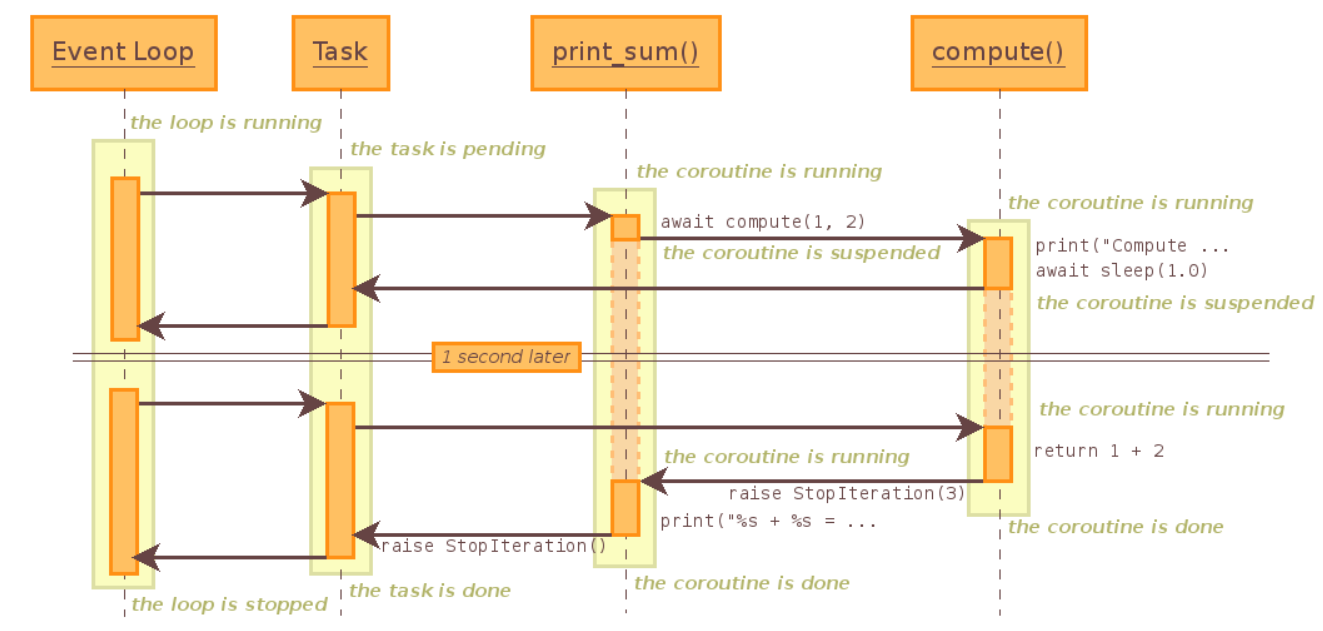 Event Loop
Task
print_sum()
compute()
the loop is running
the task is pending
the coroutine is running
the coroutine is running
await compute(1, 2)
print("Compute ...
the coroutine is suspended
await sleep(1.0)
the coroutine is suspended
1 second later
the coroutine is running
return 1 + 2
the coroutine is running
raise StopIteration(3)
print("%s + %s = ...
the coroutine is done
raise StopIteration()
the coroutine is done
the task is done
the loop is stopped